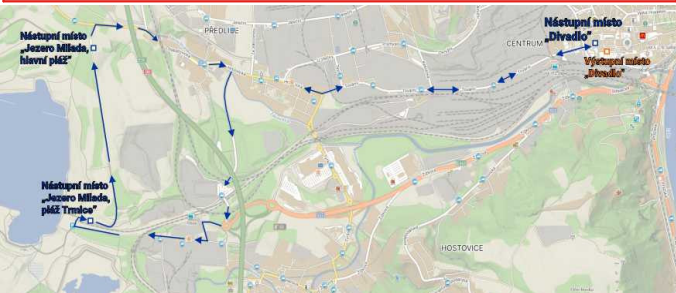 Nástupní místo
„Jezero Milada,
hlavní pláž"
PŘEDLICE
Nástupní místo
„Divadlo"
CENTRUM
Výstupní místo
„Divadlo"
Nástupní místo
„Jezero Milada,
pláž Trmice"
HOSTOVICE